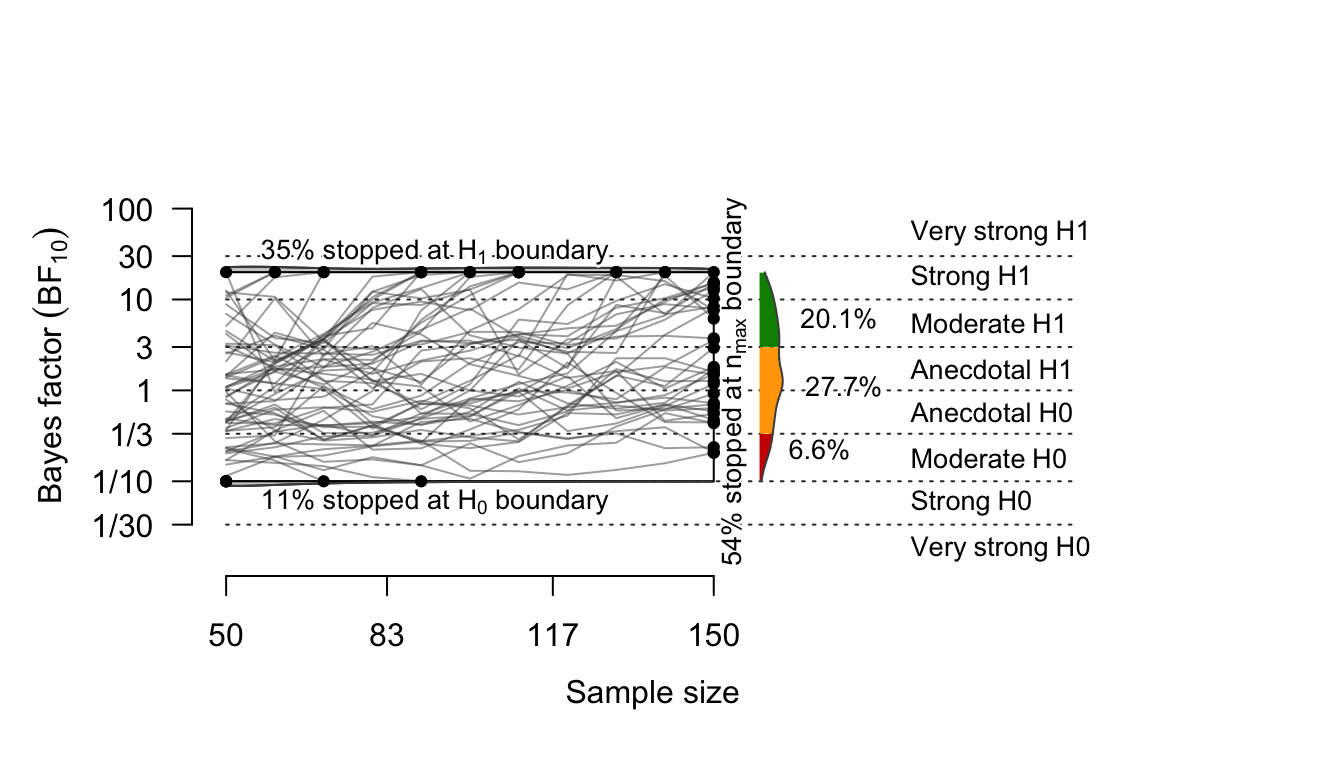 Bayes factor (BF10)
100
30
10
3
1
1/3
1/10
1/30
35% stopped at H1 boundary
11% stopped at H0 boundary
54% stopped at nmax boundary
20.1%
27.7%
6.6%
Very strong H1
Strong H1
Moderate H1
Anecdotal H1
Anecdotal H0
Moderate H0
Strong H0
Very strong H0
50 83 117 150
Sample size